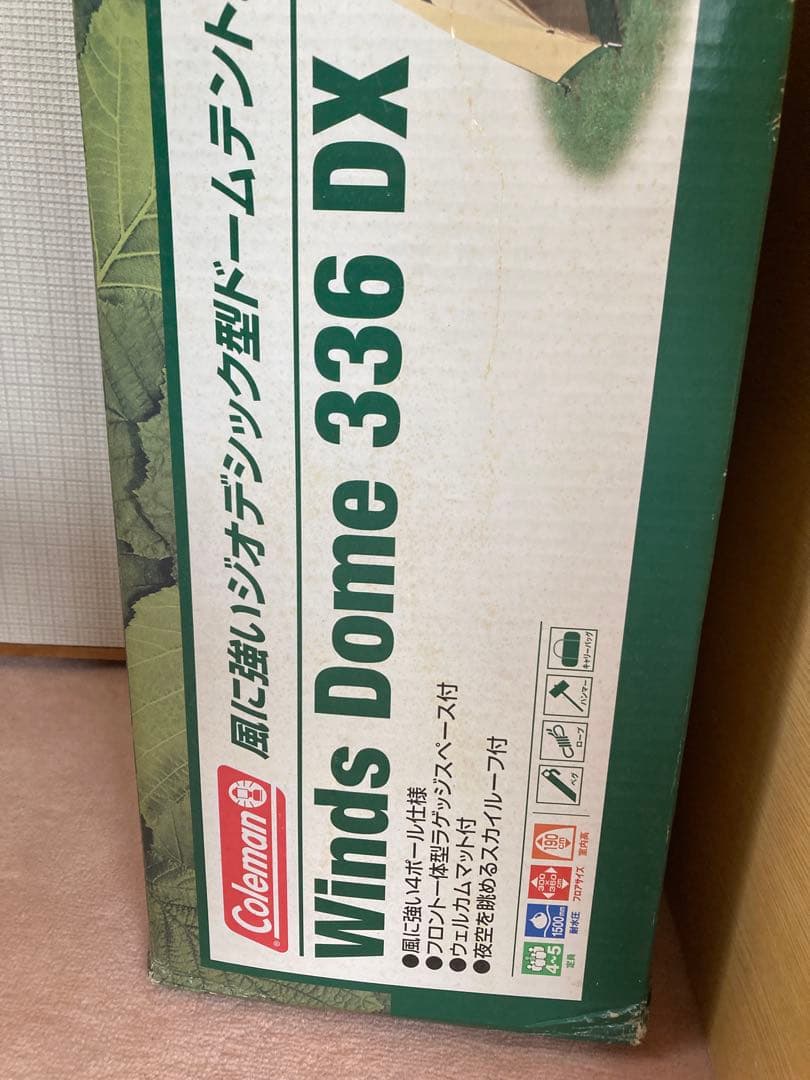 Coleman
風に強いジオデシック型ドームテント
Winds Dome 336 DX
●風に強い4ポール仕様
●フロント一体型ラゲッジスペース付
●ウェルカムマット付
●夜空を眺めるスカイルーフ付
4~5
定員
1500mm
耐水圧
300×360cm
フロアサイズ
190cm
室内高
ペグ
ロープ
ハンマー
キャリーバッグ